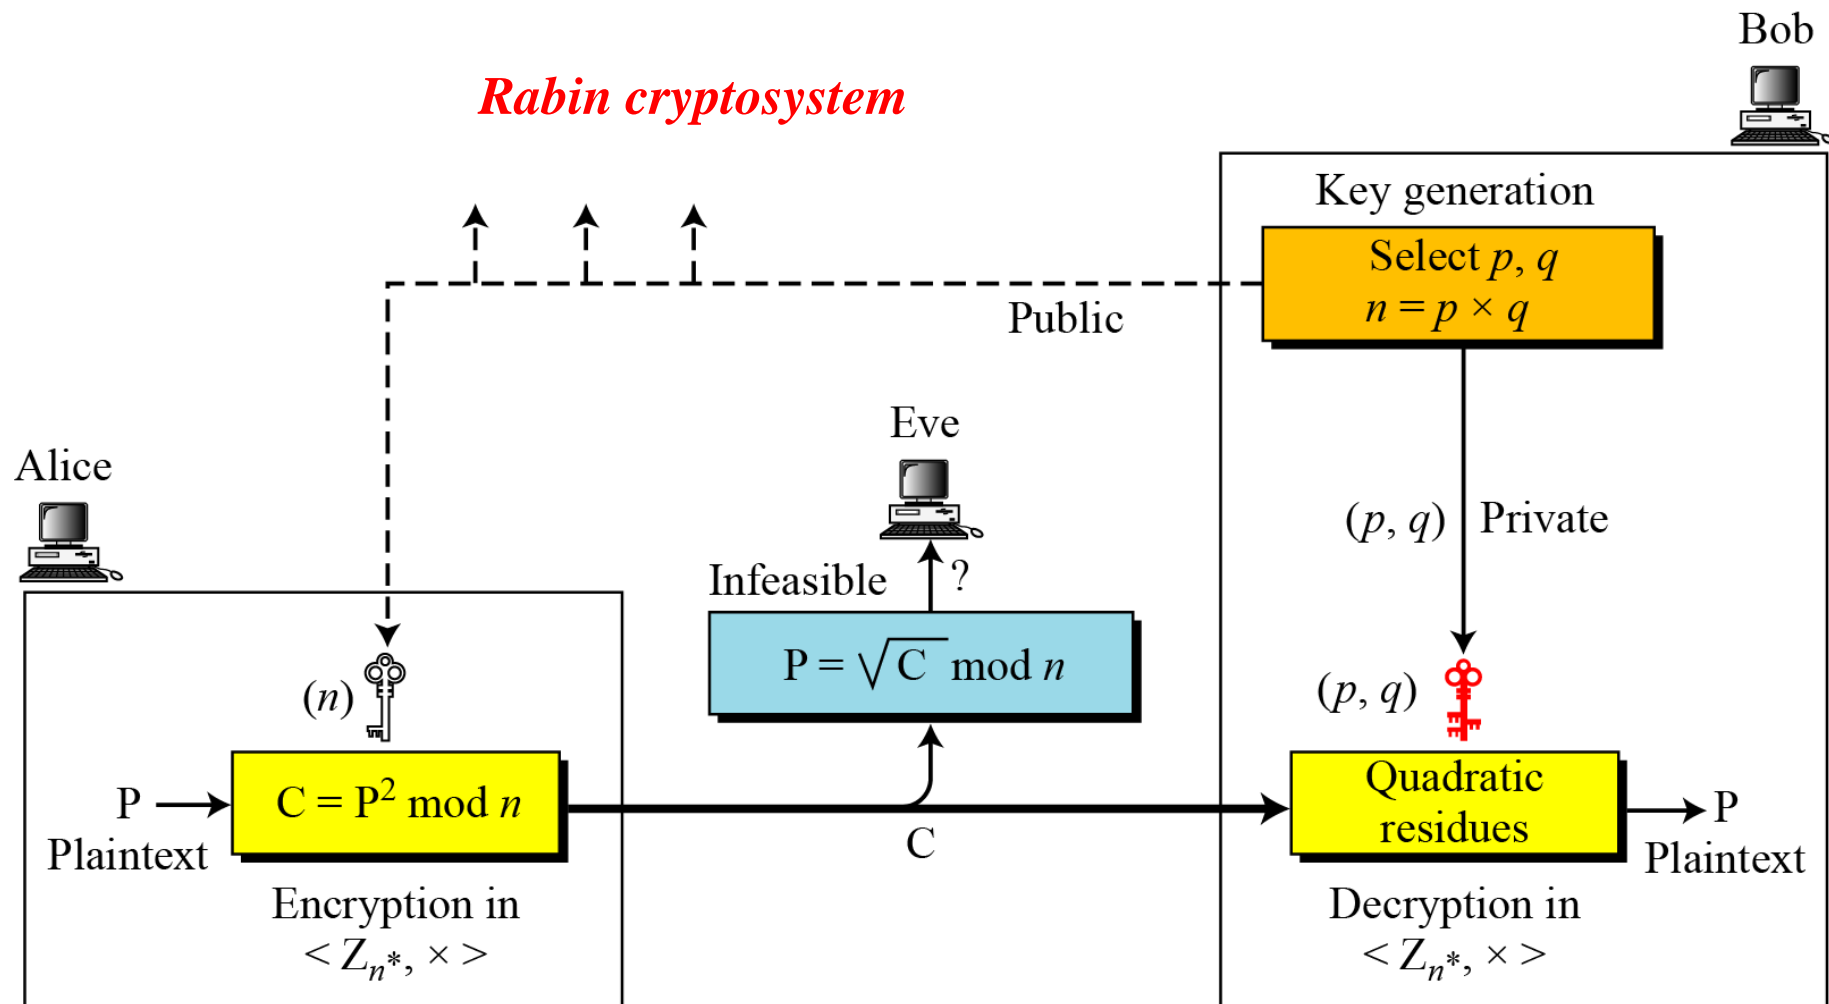 Bob
Rabin cryptosystem
Key generation
Select p, q
n = p × q
Public
Eve
Alice
(p, q) Private
Infeasible ?
P = √C mod n
(n)
(p, q)
P
Plaintext
C = P² mod n
C
Quadratic
residues
P
Plaintext
Encryption in
< Zₙ*, × >
Decryption in
< Zₙ*, × >